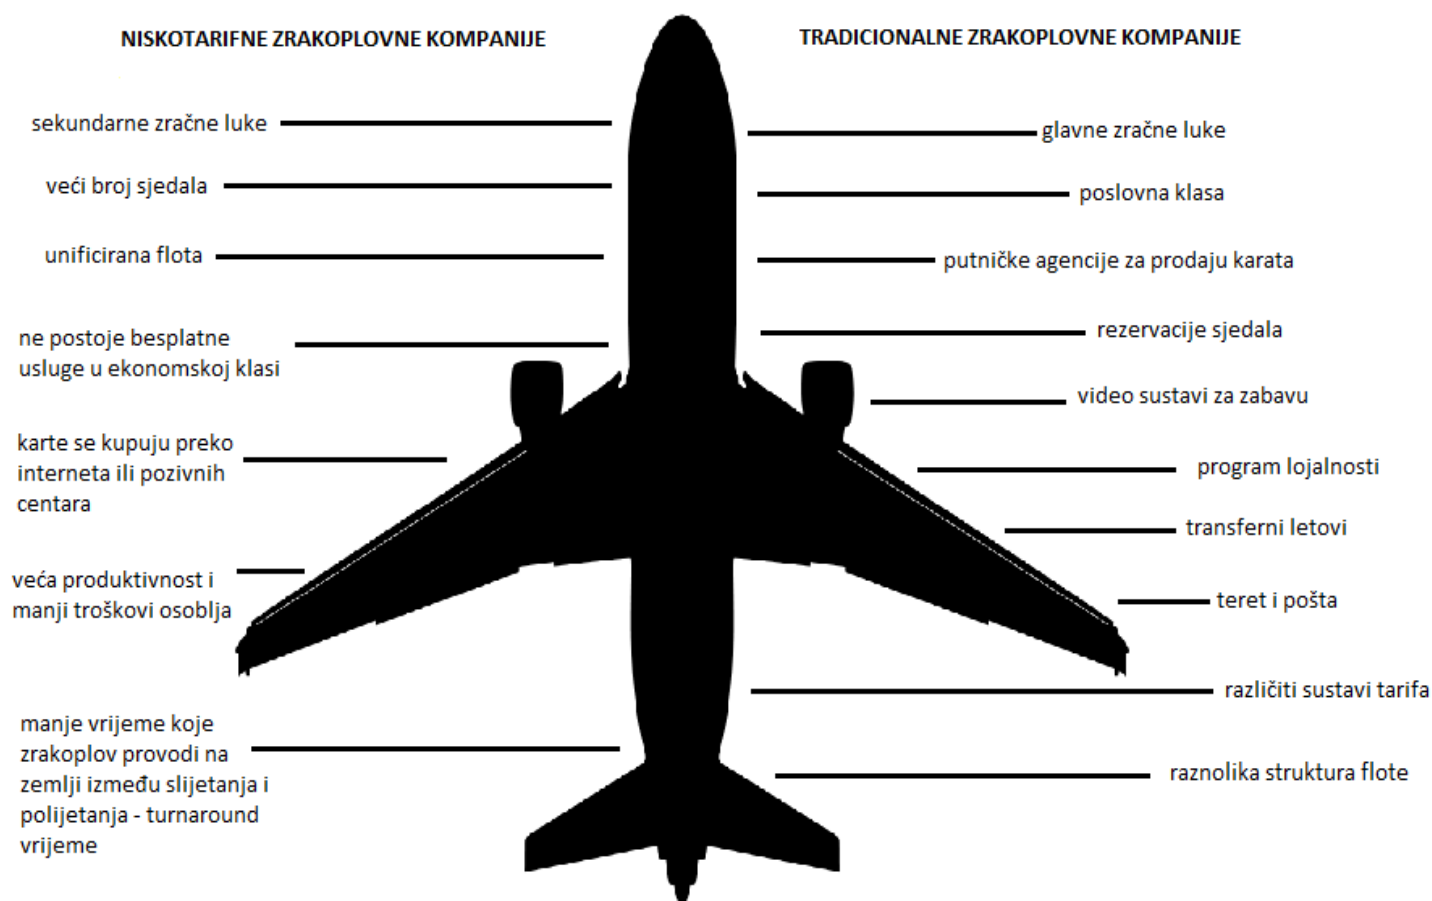 NISKOTARIFNE ZRAKOPLOVNE KOMPANIJE
sekundarne zračne luke
veći broj sjedala
unificirana flota
ne postoje besplatne
usluge u ekonomskoj klasi
karte se kupuju preko
interneta ili pozivnih
centara
veća produktivnost i
manji troškovi osoblja
manje vrijeme koje
zrakoplov provodi na
zemlji između slijetanja i
polijetanja - turnaround
vrijeme
TRADICIONALNE ZRAKOPLOVNE KOMPANIJE
glavne zračne luke
poslovna klasa
putničke agencije za prodaju karata
rezervacije sjedala
video sustavi za zabavu
program lojalnosti
transferni letovi
teret i pošta
različiti sustavi tarifa
raznolika struktura flote